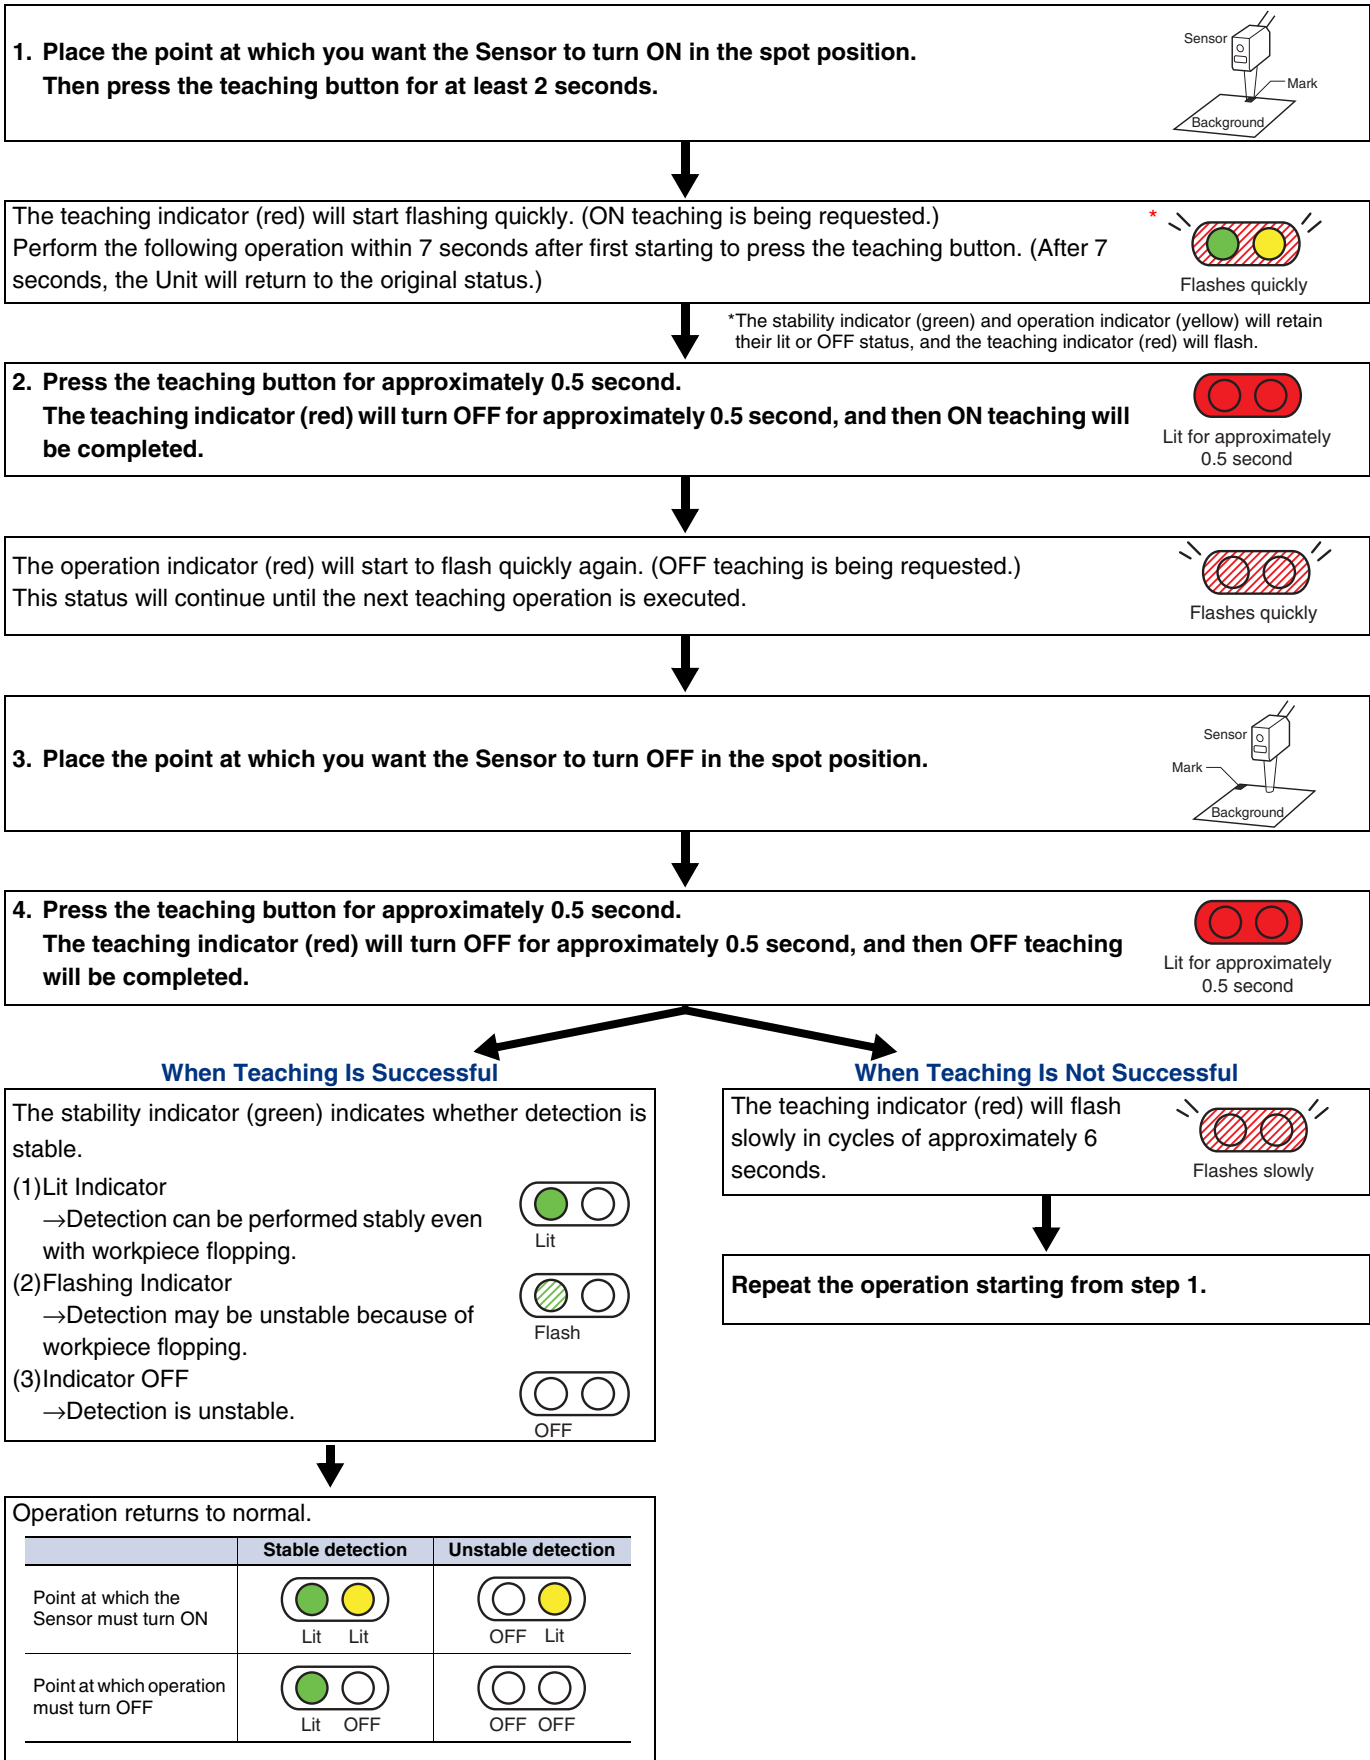 1. Place the point at which you want the Sensor to turn ON in the spot position.
Then press the teaching button for at least 2 seconds.
Sensor
Mark
Background
The teaching indicator (red) will start flashing quickly. (ON teaching is being requested.)
Perform the following operation within 7 seconds after first starting to press the teaching button. (After 7
seconds, the Unit will return to the original status.)
*
Flashes quickly
*The stability indicator (green) and operation indicator (yellow) will retain
their lit or OFF status, and the teaching indicator (red) will flash.
2. Press the teaching button for approximately 0.5 second.
The teaching indicator (red) will turn OFF for approximately 0.5 second, and then ON teaching will
be completed.
Lit for approximately
0.5 second
The operation indicator (red) will start to flash quickly again. (OFF teaching is being requested.)
This status will continue until the next teaching operation is executed.
Flashes quickly
3. Place the point at which you want the Sensor to turn OFF in the spot position.
Sensor
Mark
Background
4. Press the teaching button for approximately 0.5 second.
The teaching indicator (red) will turn OFF for approximately 0.5 second, and then OFF teaching
will be completed.
Lit for approximately
0.5 second
When Teaching Is Successful
The stability indicator (green) indicates whether detection is
stable.
(1)Lit Indicator
→Detection can be performed stably even
with workpiece flopping.
Lit
(2)Flashing Indicator
→Detection may be unstable because of
workpiece flopping.
Flash
(3)Indicator OFF
→Detection is unstable.
OFF
When Teaching Is Not Successful
The teaching indicator (red) will flash
slowly in cycles of approximately 6
seconds.
Flashes slowly
Repeat the operation starting from step 1.
Operation returns to normal.
Stable detection Unstable detection
Point at which the
Sensor must turn ON
Lit Lit OFF Lit
Point at which operation
must turn OFF
Lit OFF OFF OFF